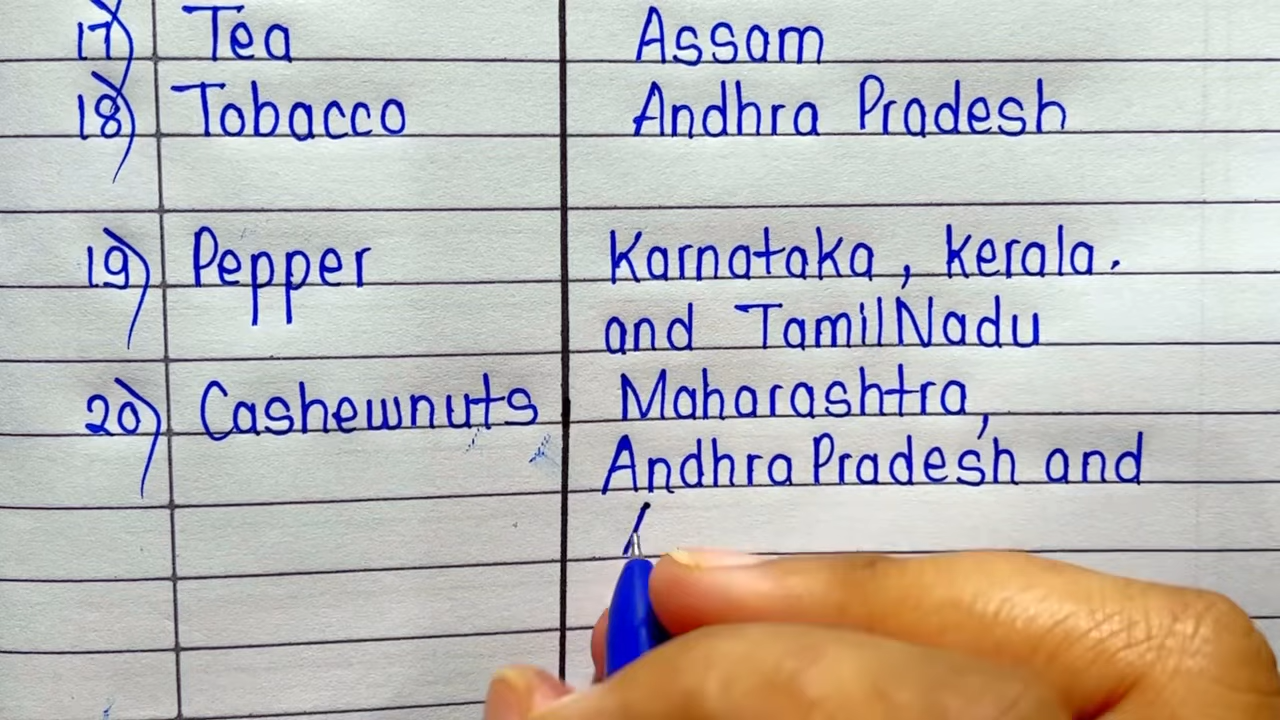 17) Tea Assam
18) Tobacco Andhra Pradesh
19) Pepper Karnataka, Kerala.
and TamilNadu
20) Cashewnuts Maharashtra,
Andhra Pradesh and